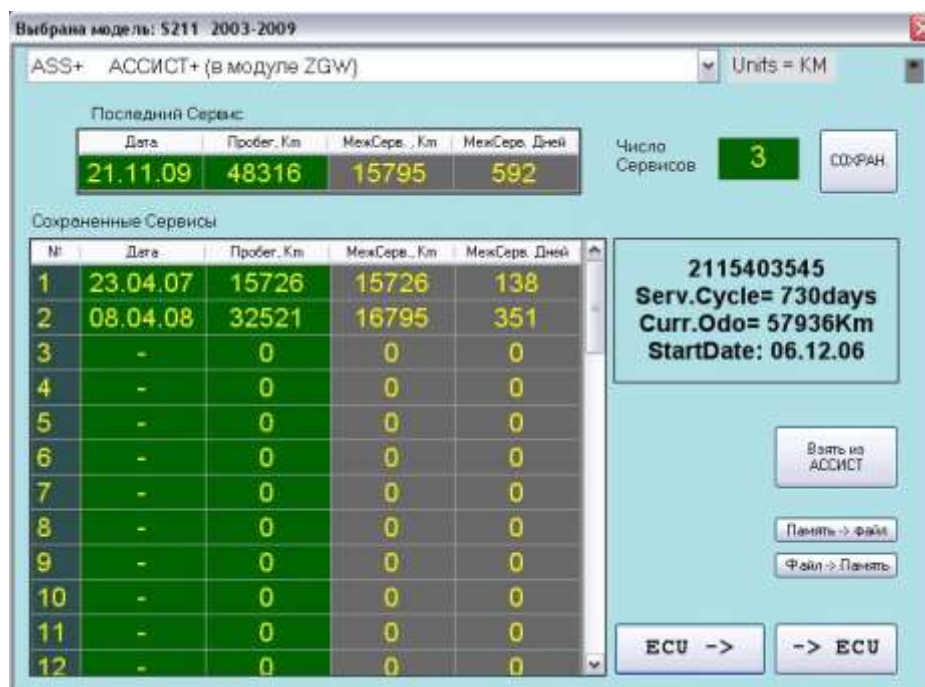 Выбрана модель: S211 2003-2009
ASS+ АССИСТ+ (в модуле ZGW) Units = KM
Последний Сервис
Дата Пробег, Km МежСерв. , Km МежСерв. Дней
21.11.09 48316 15795 592
Число Сервисов 3 СОХРАН.
Сохраненные Сервисы
№ Дата Пробег, Km МежСерв., Km МежСерв. Дней
1 23.04.07 15726 15726 138
2 08.04.08 32521 16795 351
3 - 0 0 0
4 - 0 0 0
5 - 0 0 0
6 - 0 0 0
7 - 0 0 0
8 - 0 0 0
9 - 0 0 0
10 - 0 0 0
11 - 0 0 0
12 - 0 0 0
2115403545
Serv.Cycle= 730days
Curr.Odo= 57936Km
StartDate: 06.12.06
Взять из
АССИСТ
Память -> файл
Файл -> Память
ECU -> -> ECU